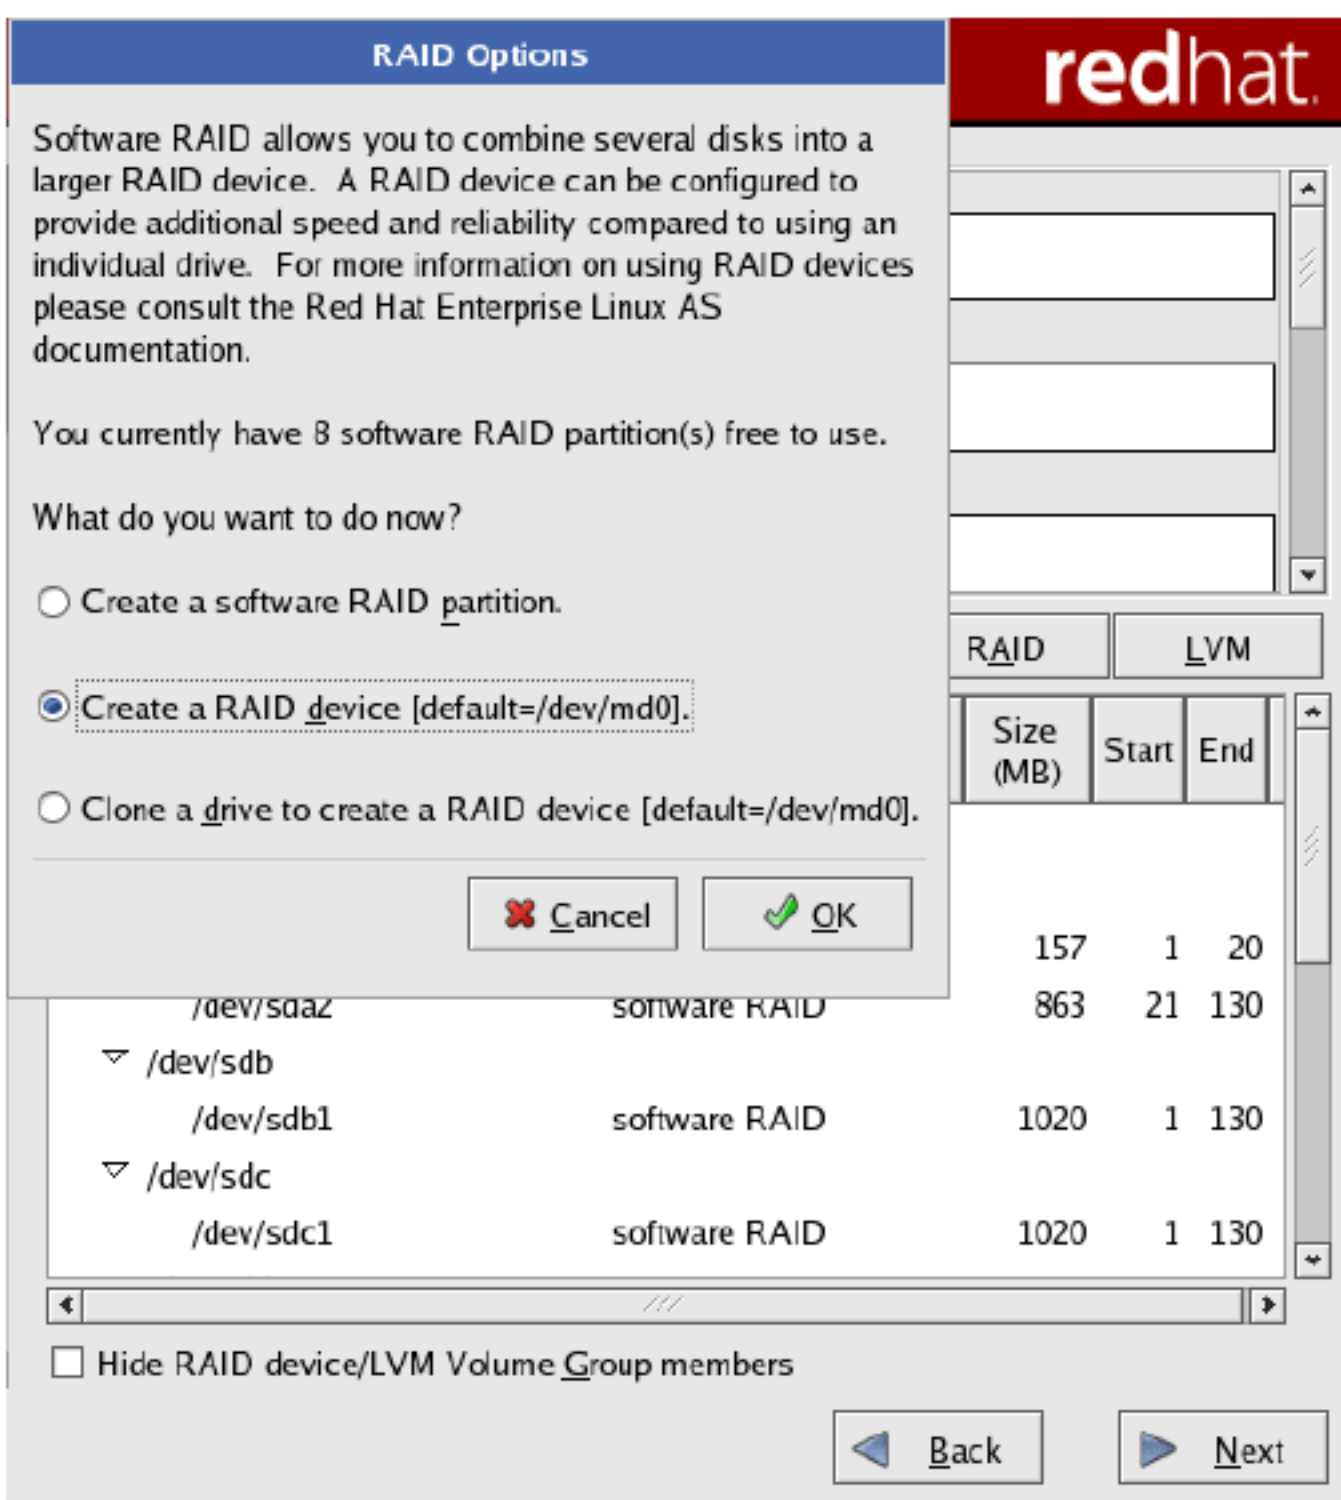 RAID Options
redhat.
Software RAID allows you to combine several disks into a
larger RAID device. A RAID device can be configured to
provide additional speed and reliability compared to using an
individual drive. For more information on using RAID devices
please consult the Red Hat Enterprise Linux AS
documentation.
You currently have 8 software RAID partition(s) free to use.
What do you want to do now?
Create a software RAID partition.
Create a RAID device [default=/dev/md0].
Clone a drive to create a RAID device [default=/dev/md0].
Cancel OK
RAID LVM
Size (MB) Start End
157 1 20
/dev/sda2 software RAID 863 21 130
/dev/sdb
/dev/sdb1 software RAID 1020 1 130
/dev/sdc
/dev/sdc1 software RAID 1020 1 130
Hide RAID device/LVM Volume Group members
Back Next